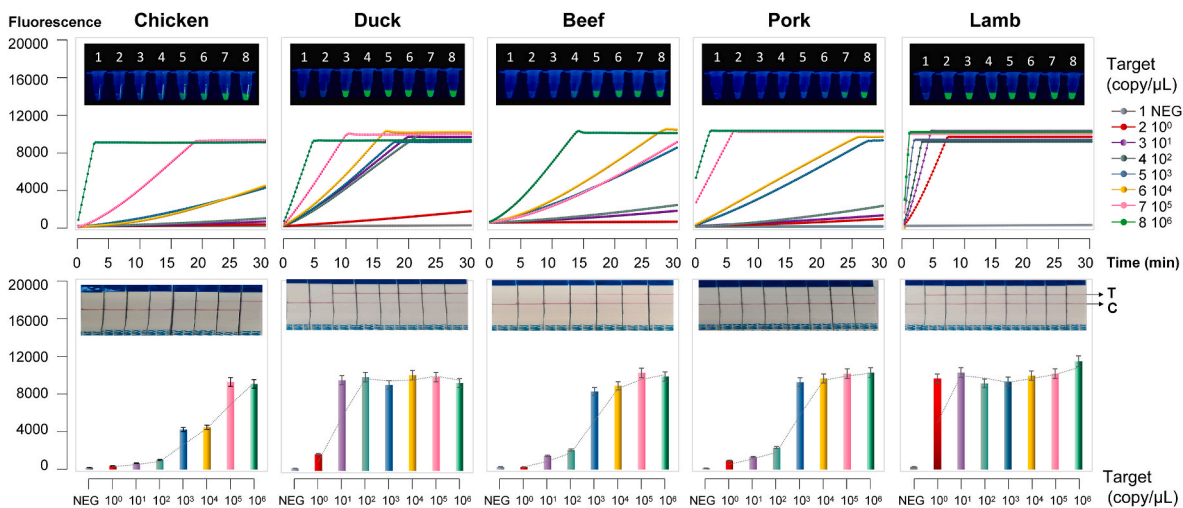 Fluorescence Chicken Duck Beef Pork Lamb
20000
16000
12000
8000
4000
0
1 2 3 4 5 6 7 8
1 2 3 4 5 6 7 8
1 2 3 4 5 6 7 8
1 2 3 4 5 6 7 8
1 2 3 4 5 6 7 8
Target
(copy/μL)
1 NEG
2 10⁰
3 10¹
4 10²
5 10³
6 10⁴
7 10⁵
8 10⁶
0 5 10 15 20 25 30
0 5 10 15 20 25 30
0 5 10 15 20 25 30
0 5 10 15 20 25 30
0 5 10 15 20 25 30
Time (min)
20000
16000
12000
8000
4000
0
T
C
NEG 10⁰ 10¹ 10² 10³ 10⁴ 10⁵ 10⁶
NEG 10⁰ 10¹ 10² 10³ 10⁴ 10⁵ 10⁶
NEG 10⁰ 10¹ 10² 10³ 10⁴ 10⁵ 10⁶
NEG 10⁰ 10¹ 10² 10³ 10⁴ 10⁵ 10⁶
NEG 10⁰ 10¹ 10² 10³ 10⁴ 10⁵ 10⁶
Target
(copy/μL)